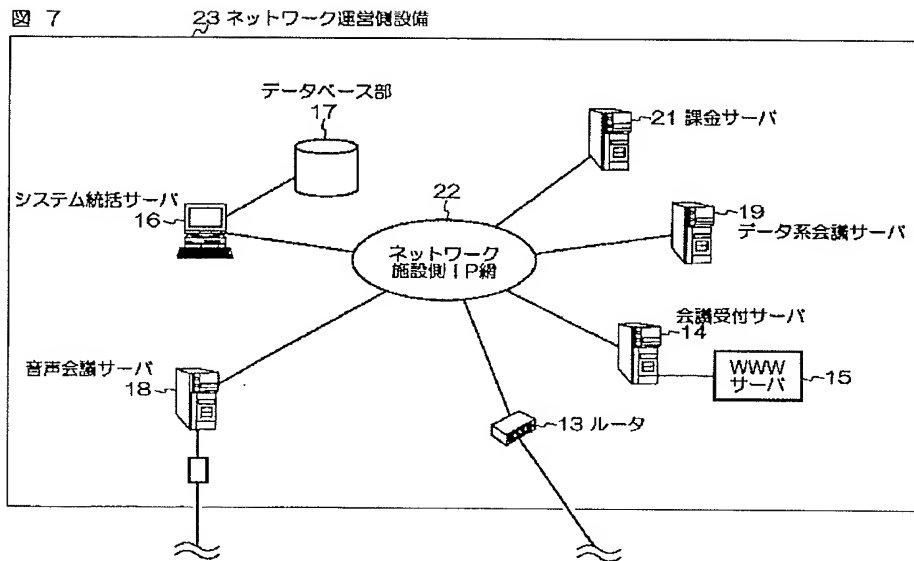 図 7
23 ネットワーク運営側設備
データベース部
17
21 課金サーバ
システム統括サーバ
16
22
19
データ系会議サーバ
ネットワーク
施設側IP網
会議受付サーバ
14
音声会議サーバ
18
WWW
サーバ
15
13 ルータ